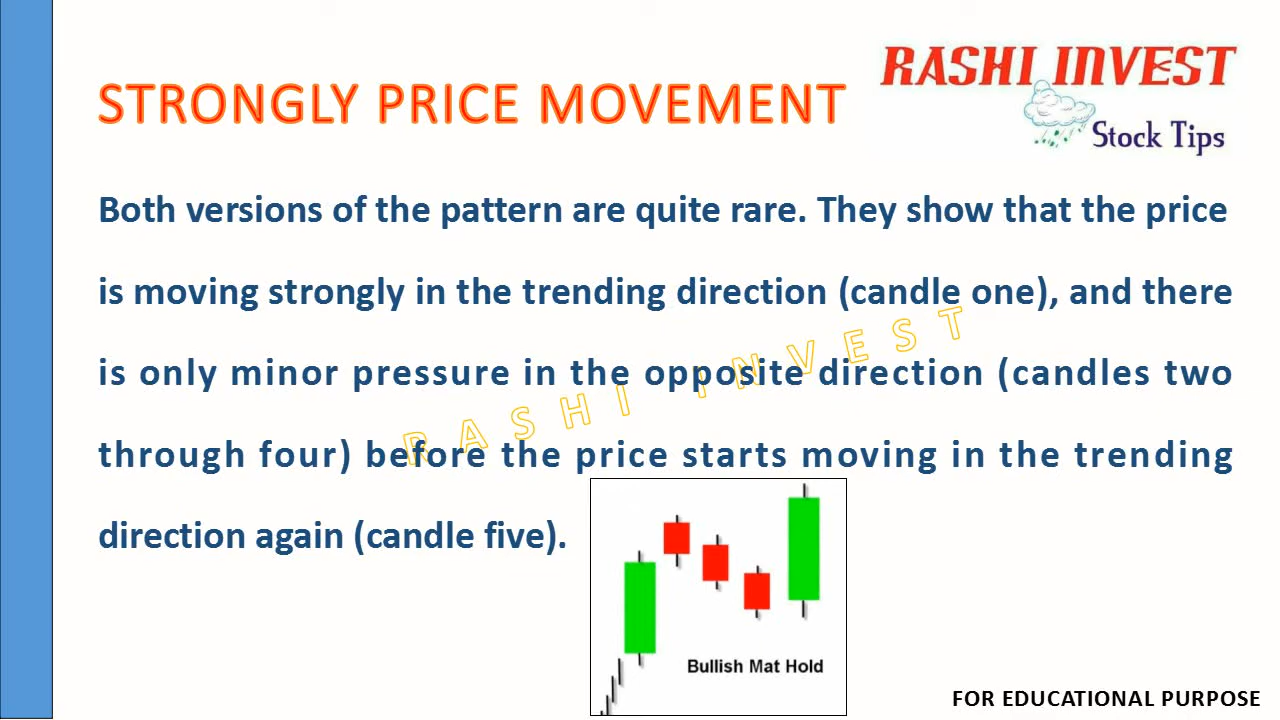 RASHI INVEST
Stock Tips
STRONGLY PRICE MOVEMENT
Both versions of the pattern are quite rare. They show that the price
is moving strongly in the trending direction (candle one), and there
is only minor pressure in the opposite direction (candles two
through four) before the price starts moving in the trending
direction again (candle five).
RASHI INVEST
Bullish Mat Hold
FOR EDUCATIONAL PURPOSE